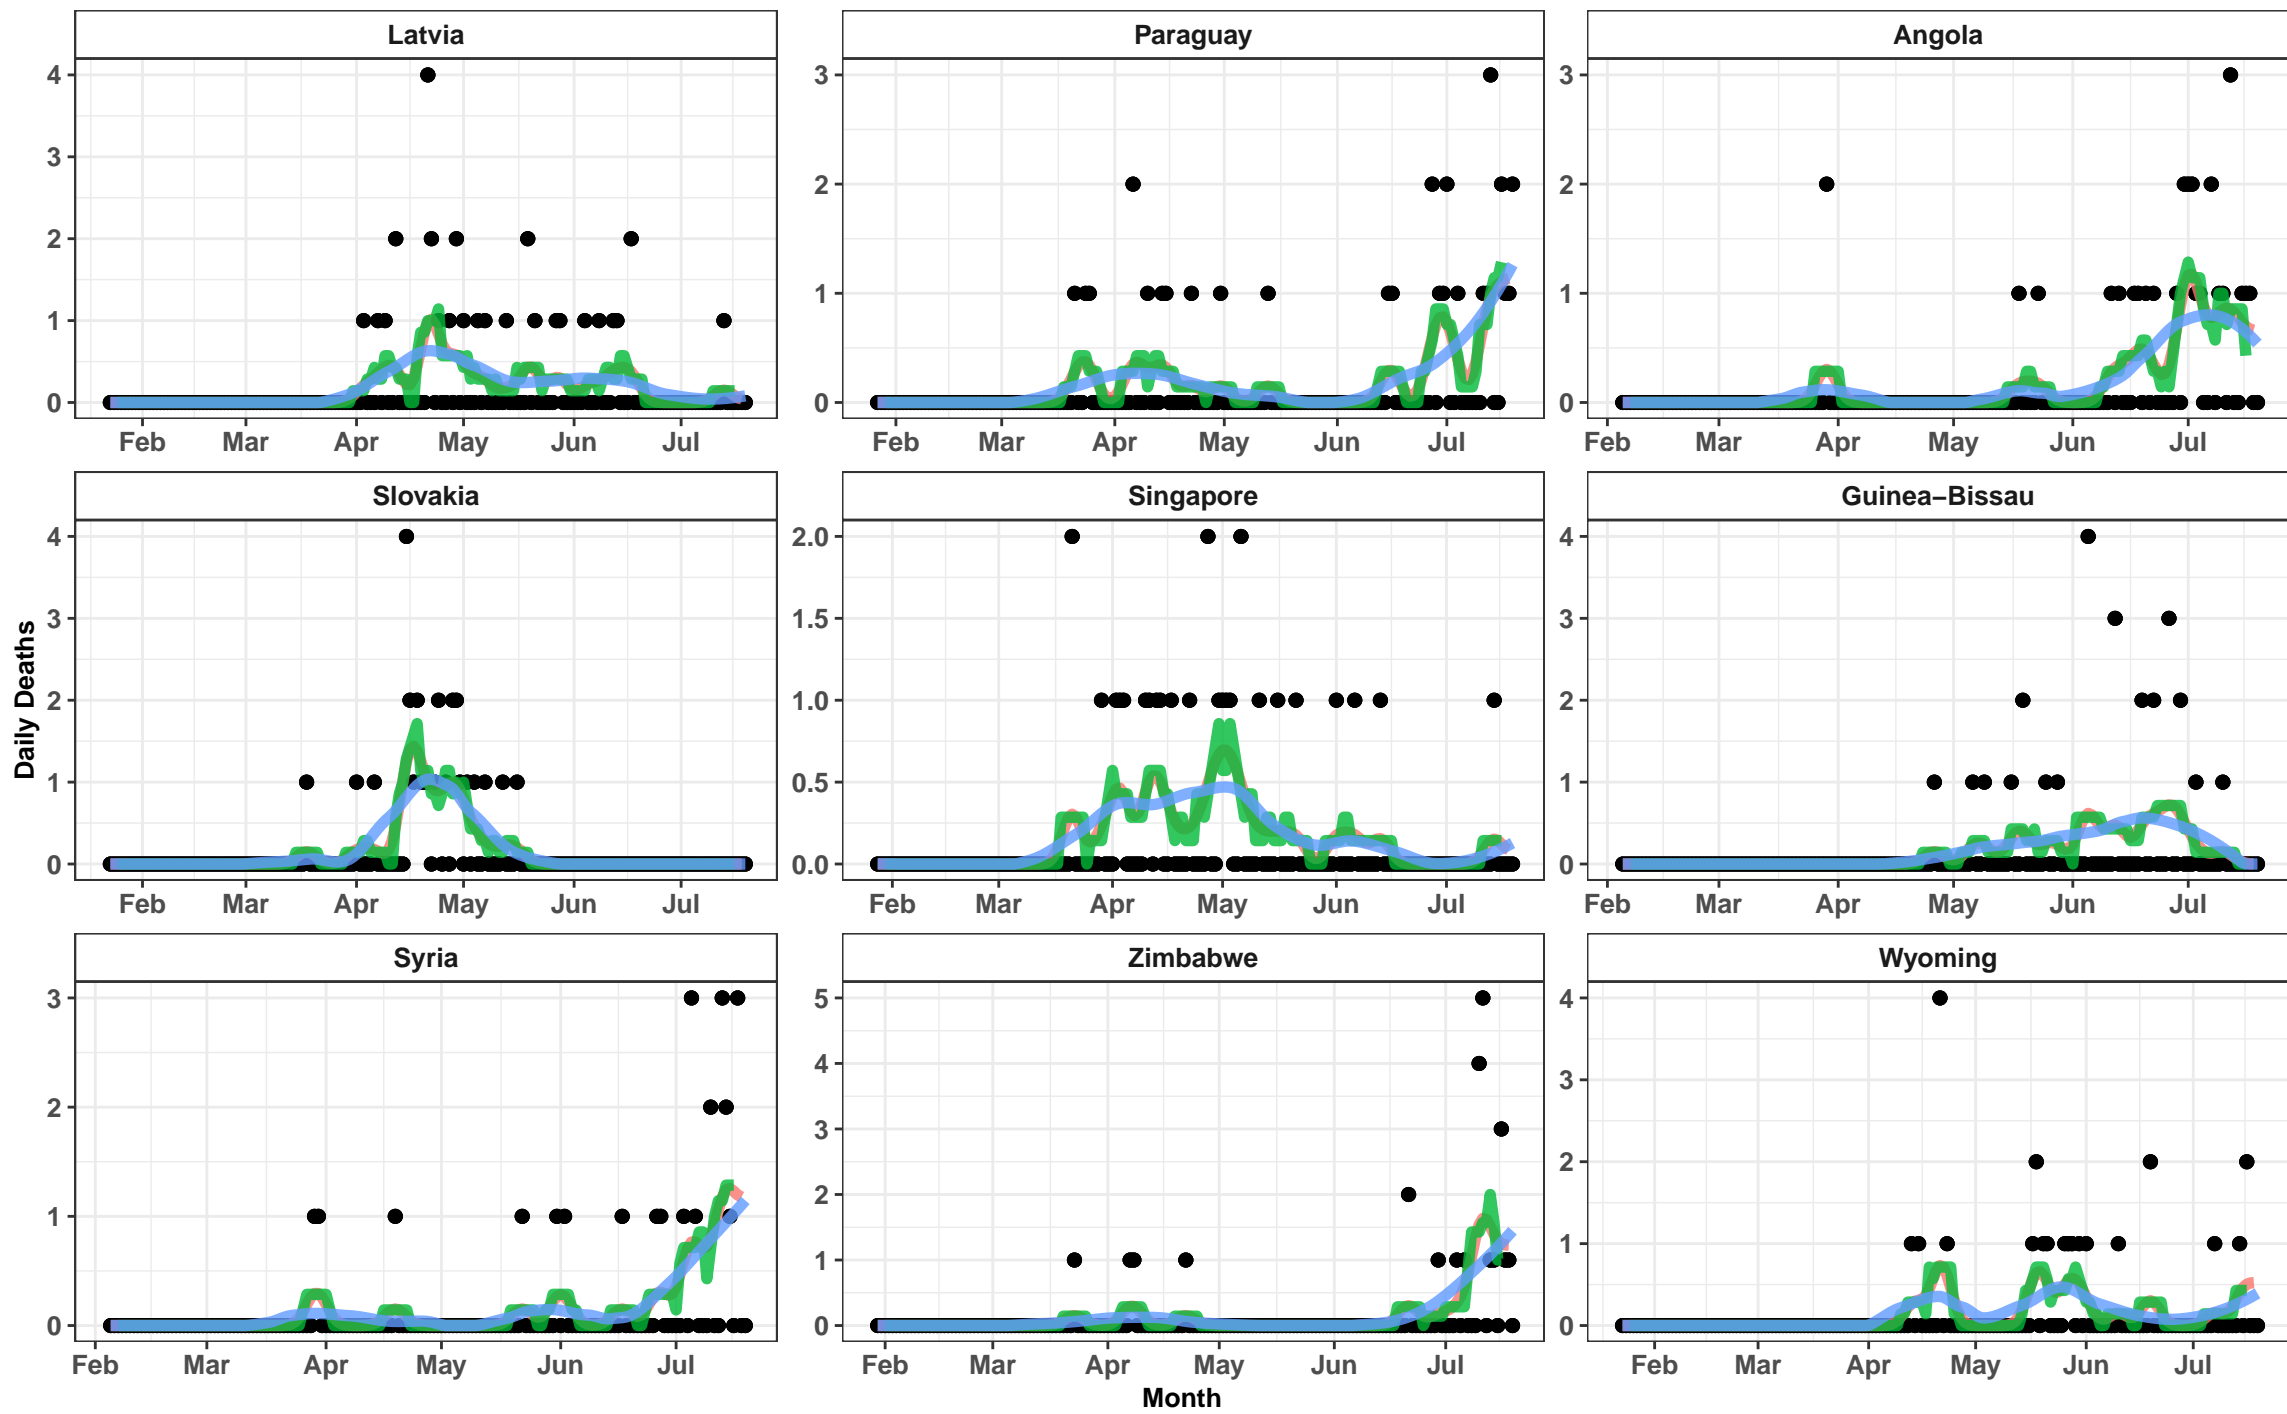 Latvia Paraguay Angola
4 3 3
3
2 2 2
1 1 1
0 0 0
Feb Mar Apr May Jun Jul Feb Mar Apr May Jun Jul Feb Mar Apr May Jun Jul
Slovakia Singapore Guinea−Bissau
4 2.0 4
3 1.5 3
2 1.0 2
1 0.5 1
0 0.0 0
Feb Mar Apr May Jun Jul Feb Mar Apr May Jun Jul Feb Mar Apr May Jun Jul
Daily Deaths
Syria Zimbabwe Wyoming
3 5 4
4
3 3
2 2
2
1 1 1
0 0 0
Feb Mar Apr May Jun Jul Feb Mar Apr May Jun Jul Feb Mar Apr May Jun Jul
Month